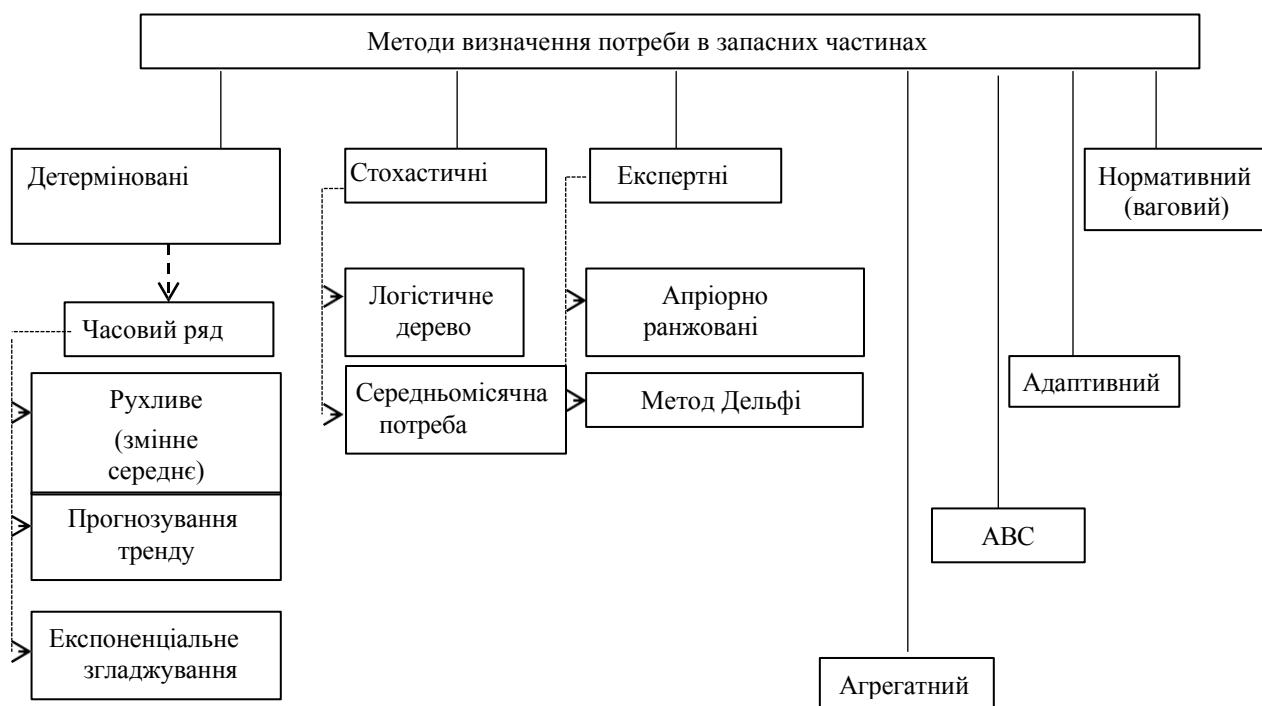 Методи визначення потреби в запасних частинах
Детерміновані
Стохастичні
Експертні
Нормативний
(ваговий)
Часовий ряд
Логістичне
дерево
Апріорно
ранжовані
Адаптивний
Рухливе
(змінне
середнє)
Середньомісячна
потреба
Метод Дельфі
Прогнозування
тренду
АВС
Експоненціальне
згладжування
Агрегатний